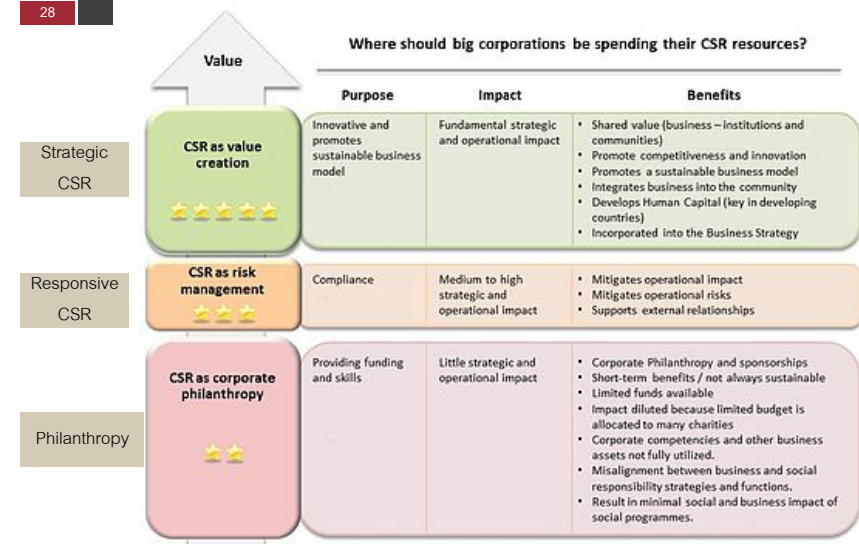 28
Value
Where should big corporations be spending their CSR resources?
Purpose
Impact
Benefits
Strategic
CSR
CSR as value
creation
Innovative and
promotes
sustainable business
model
Fundamental strategic
and operational impact
• Shared value (business – institutions and
communities)
• Promote competitiveness and innovation
• Promotes a sustainable business model
• Integrates business into the community
• Develops Human Capital (key in developing
countries)
• Incorporated into the Business Strategy
Responsive
CSR
CSR as risk
management
Compliance
Medium to high
strategic and
operational impact
• Mitigates operational impact
• Mitigates operational risks
• Supports external relationships
Philanthropy
CSR as corporate
philanthropy
Providing funding
and skills
Little strategic and
operational impact
• Corporate Philanthropy and sponsorships
• Short-term benefits / not always sustainable
• Limited funds available
• Impact diluted because limited budget is
allocated to many charities
• Corporate competencies and other business
assets not fully utilized.
• Misalignment between business and social
responsibility strategies and functions.
• Result in minimal social and business impact of
social programmes.